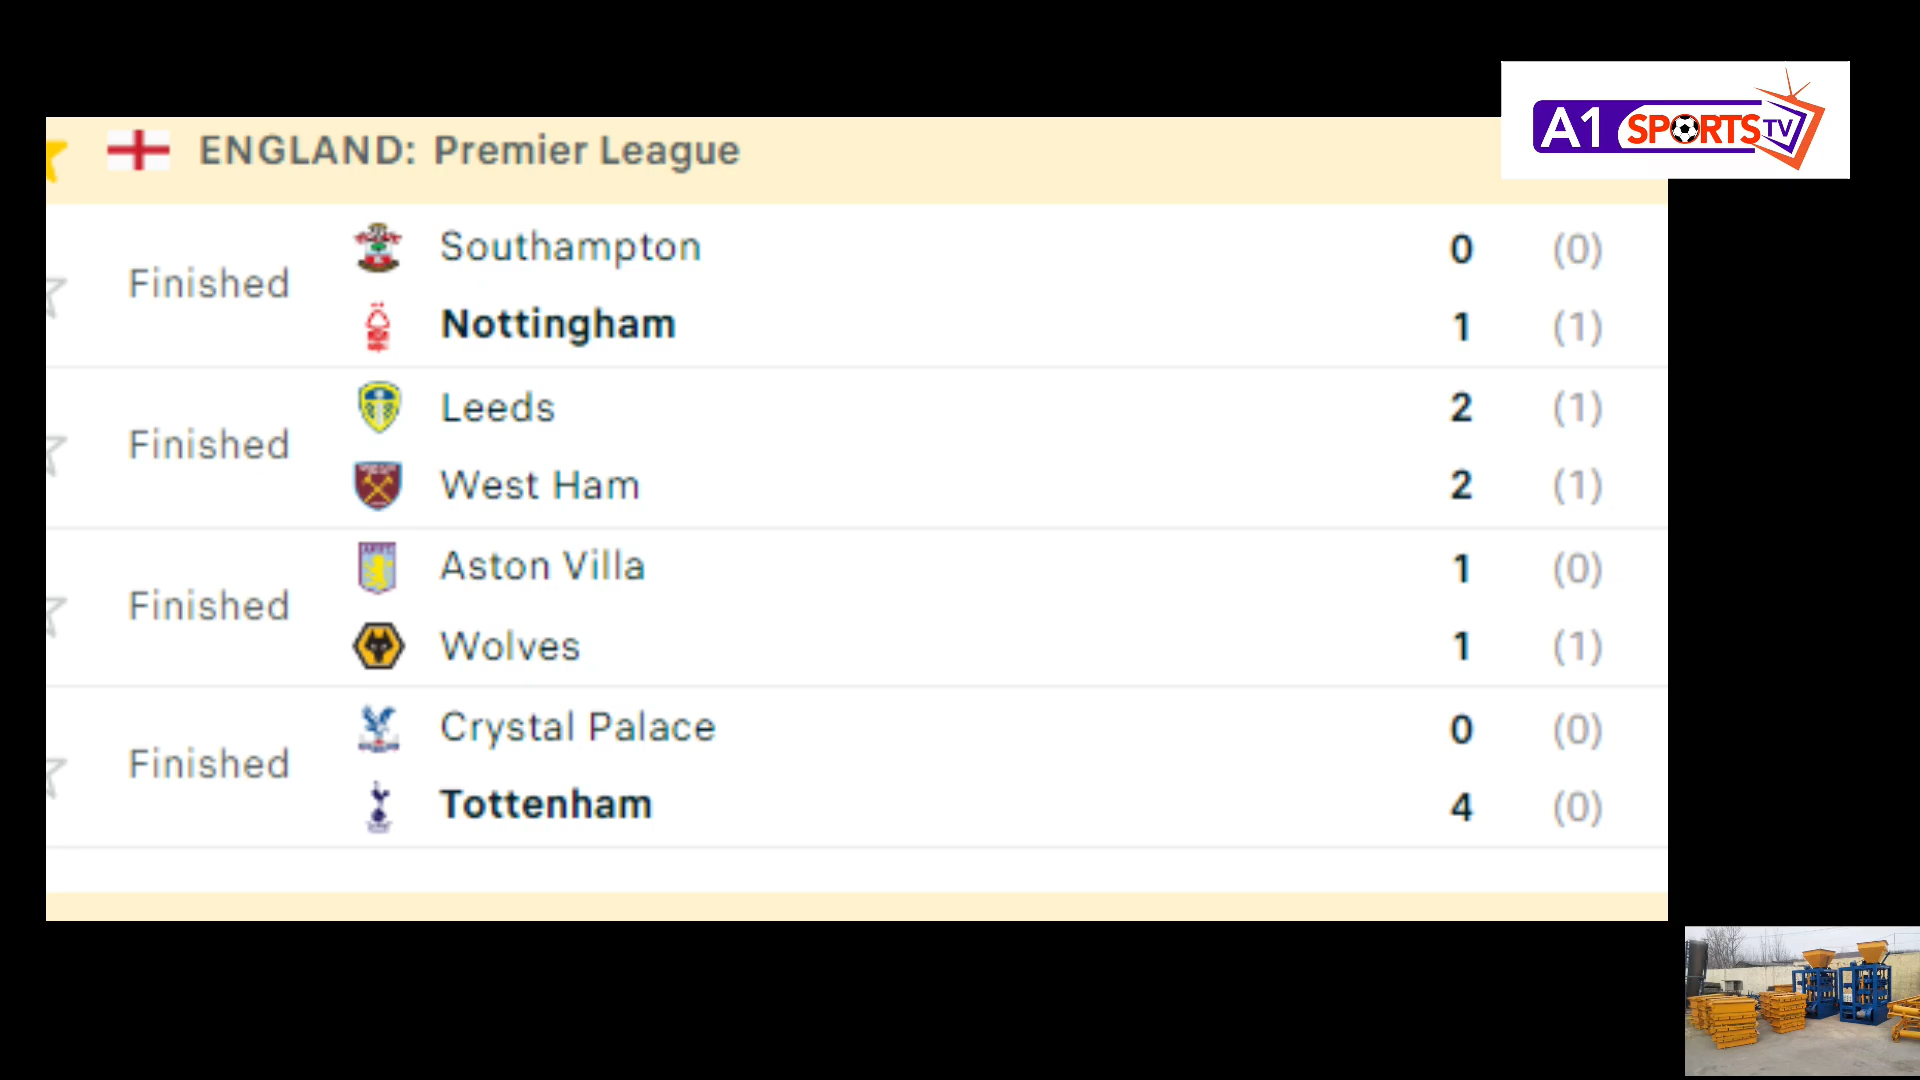 A1 SPORTS TV
ENGLAND: Premier League
Finished
Southampton 0 (0)
Nottingham 1 (1)
Finished
Leeds 2 (1)
West Ham 2 (1)
Finished
Aston Villa 1 (0)
Wolves 1 (1)
Finished
Crystal Palace 0 (0)
Tottenham 4 (0)